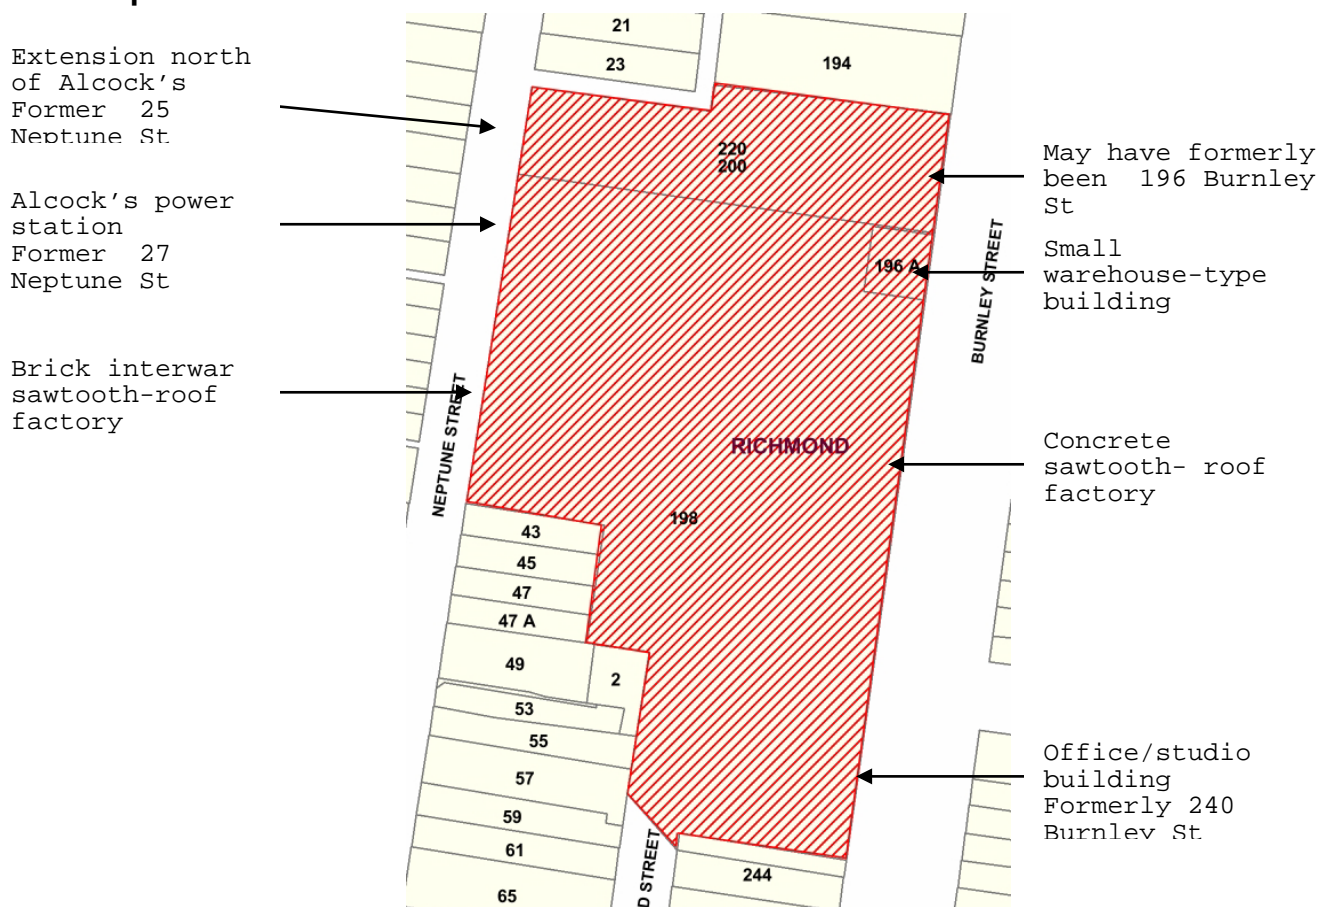 Extension north
of Alcock's
Former 25
Neptune St
Alcock's power
station
Former 27
Neptune St
Brick interwar
sawtooth-roof
factory
21
23
194
220
200
196 A
BURNLEY STREET
NEPTUNE STREET
RICHMOND
198
43
45
47
47 A
49
2
53
55
57
59
61
65
D STREET
244
May have formerly
been 196 Burnley
St
Small
warehouse-type
building
Concrete
sawtooth- roof
factory
Office/studio
building
Formerly 240
Burnley St